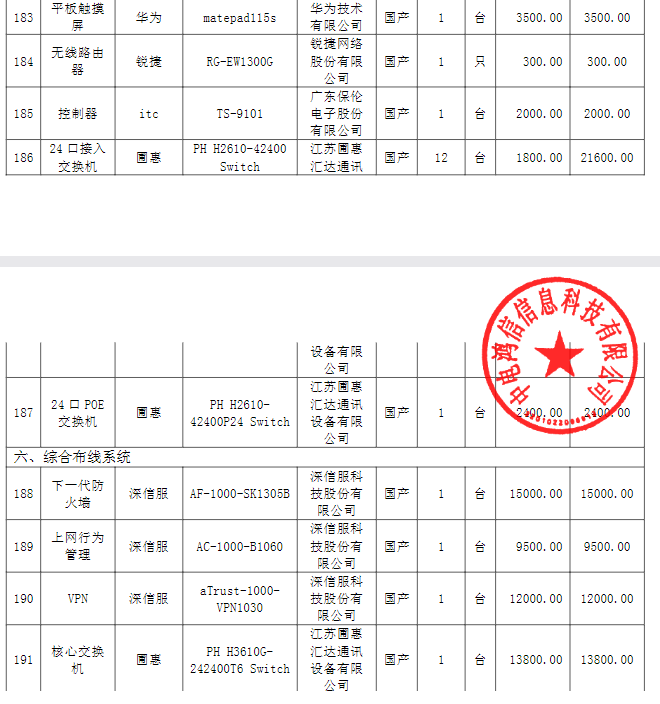 183 平板触摸屏 华为 matepad115s 华为技术有限公司 国产 1 台 3500.00 3500.00
184 无线路由器 锐捷 RG-EW1300G 锐捷网络股份有限公司 国产 1 只 300.00 300.00
185 控制器 itc TS-9101 广东保伦电子股份有限公司 国产 1 台 2000.00 2000.00
186 24口接入交换机 圃惠 PH H2610-42400 Switch 江苏圃惠汇达通讯 国产 12 台 1800.00 21600.00
设备有限公司
中电鸿信信息科技有限公司
187 24口POE交换机 圃惠 PH H2610-42400P24 Switch 江苏圃惠汇达通讯设备有限公司 国产 1 台 2400.00 2400.00
六、综合布线系统
188 下一代防火墙 深信服 AF-1000-SK1305B 深信服科技股份有限公司 国产 1 台 15000.00 15000.00
189 上网行为管理 深信服 AC-1000-B1060 深信服科技股份有限公司 国产 1 台 9500.00 9500.00
190 VPN 深信服 aTrust-1000-VPN1030 深信服科技股份有限公司 国产 1 台 12000.00 12000.00
191 核心交换机 圃惠 PH H3610G-242400T6 Switch 江苏圃惠汇达通讯设备有限公司 国产 1 台 13800.00 13800.00